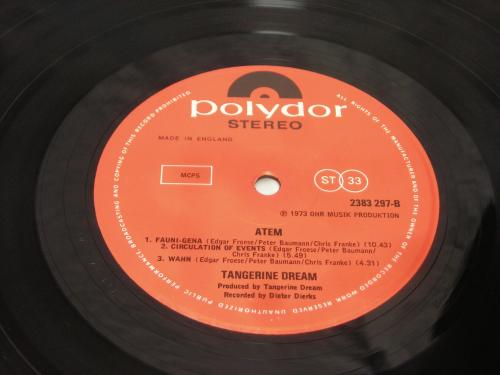 polydor
STEREO
MADE IN ENGLAND
MCPS
ST 33
2383 297-B
℗ 1973 OHR MUSIK PRODUKTION
ATEM
1. FAUNI-GENA (Edgar Froese/Peter Baumann/Chris Franke) (10.43)
2. CIRCULATION OF EVENTS (Edgar Froese/Peter Baumann/
Chris Franke) (5.49)
3. WAHN (Edgar Froese/Peter Baumann/Chris Franke) (4.31)
TANGERINE DREAM
Produced by Tangerine Dream
Recorded by Dieter Dierks
ALL RIGHTS OF THE MANUFACTURER AND OF THE OWNER OF THE RECORDED WORK RESERVED UNAUTHORIZED PUBLIC PERFORMANCE, BROADCASTING AND COPYING OF THIS RECORD PROHIBITED.